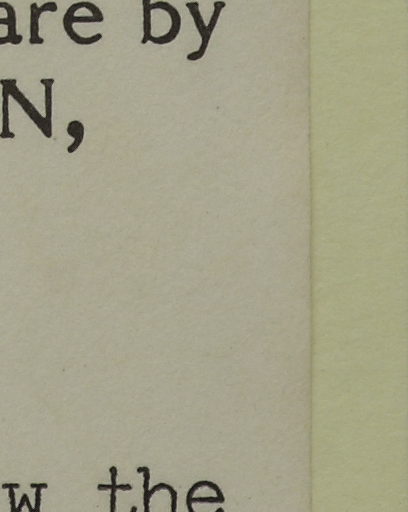 are by
N,
w the